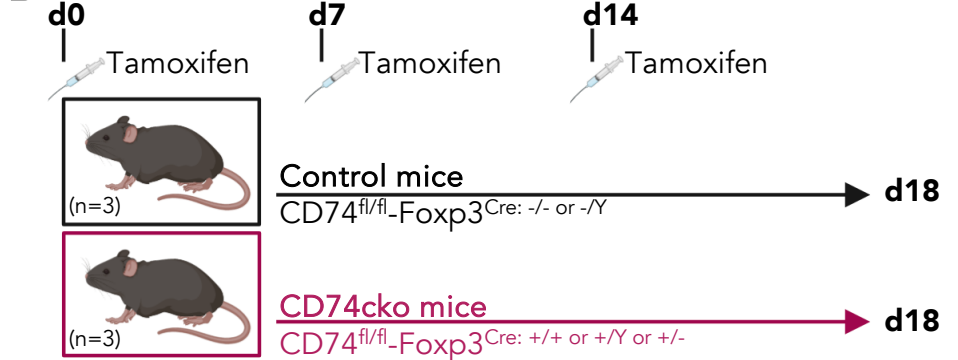 d0 d7 d14
Tamoxifen Tamoxifen Tamoxifen
(n=3)
Control mice
CD74fl/fl-Foxp3Cre: -/- or -/Y
d18
(n=3)
CD74cko mice
CD74fl/fl-Foxp3Cre: +/+ or +/Y or +/-
d18